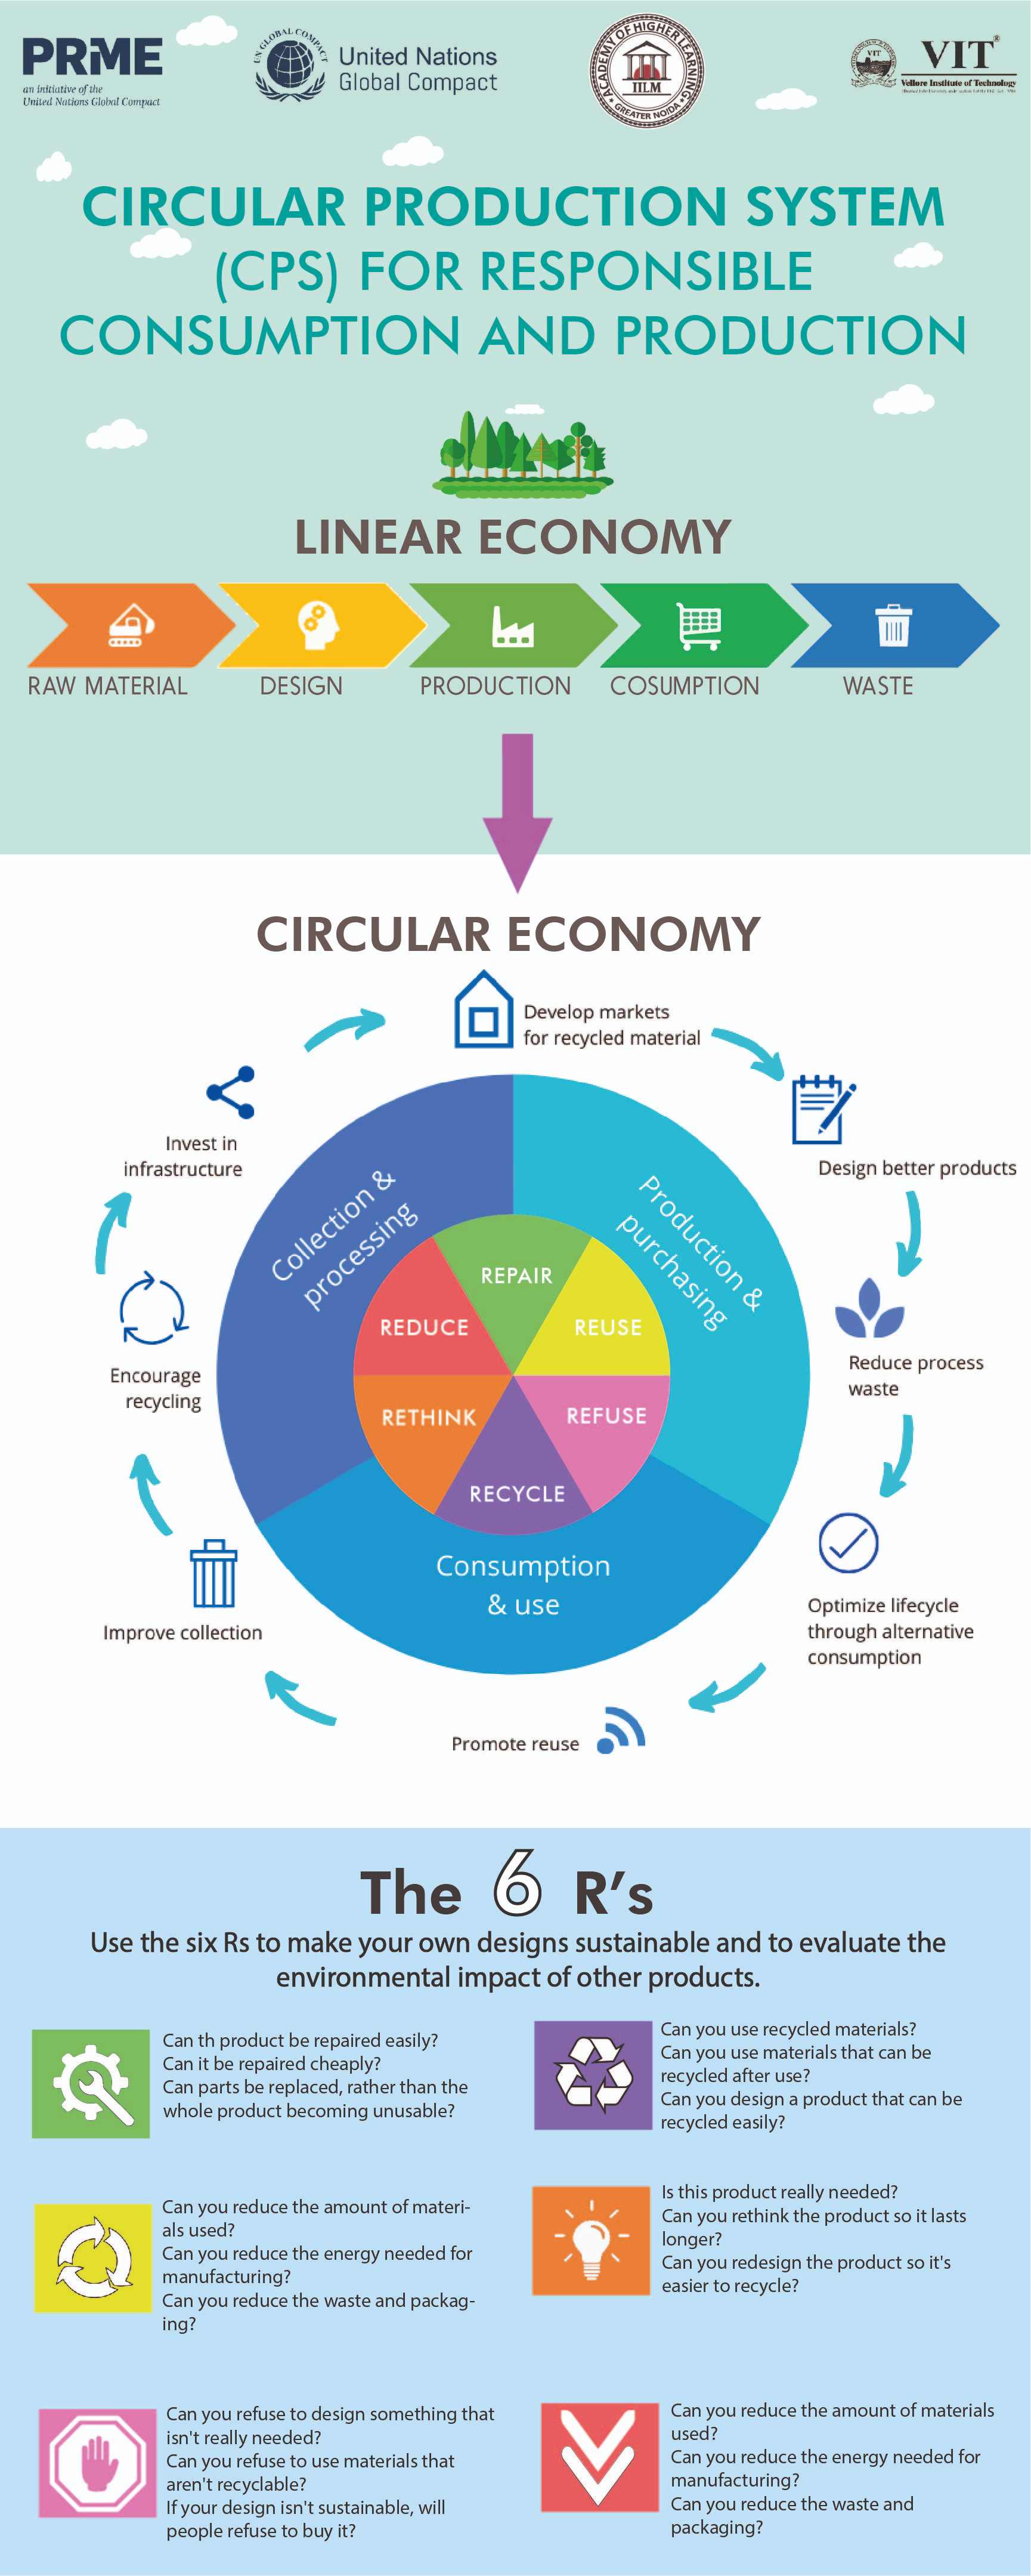 PRiME
an initiative of the
United Nations Global Compact
UN GLOBAL COMPACT
United Nations
Global Compact
ACADEMY OF HIGHER LEARNING
IILM
GREATER NOIDA
VIT
VIT®
Vellore Institute of Technology
CIRCULAR PRODUCTION SYSTEM
(CPS) FOR RESPONSIBLE
CONSUMPTION AND PRODUCTION
LINEAR ECONOMY
RAW MATERIAL
DESIGN
PRODUCTION
COSUMPTION
WASTE
CIRCULAR ECONOMY
Develop markets
for recycled material
Design better products
Reduce process
waste
Optimize lifecycle
through alternative
consumption
Promote reuse
Improve collection
Encourage
recycling
Invest in
infrastructure
Collection &
processing
Production &
purchasing
Consumption
& use
REPAIR
REUSE
REFUSE
RECYCLE
RETHINK
REDUCE
The 6 R's
Use the six Rs to make your own designs sustainable and to evaluate the
environmental impact of other products.
Can th product be repaired easily?
Can it be repaired cheaply?
Can parts be replaced, rather than the
whole product becoming unusable?
Can you use recycled materials?
Can you use materials that can be
recycled after use?
Can you design a product that can be
recycled easily?
Can you reduce the amount of materi-
als used?
Can you reduce the energy needed for
manufacturing?
Can you reduce the waste and packag-
ing?
Is this product really needed?
Can you rethink the product so it lasts
longer?
Can you redesign the product so it's
easier to recycle?
Can you refuse to design something that
isn't really needed?
Can you refuse to use materials that
aren't recyclable?
If your design isn't sustainable, will
people refuse to buy it?
Can you reduce the amount of materials
used?
Can you reduce the energy needed for
manufacturing?
Can you reduce the waste and
packaging?